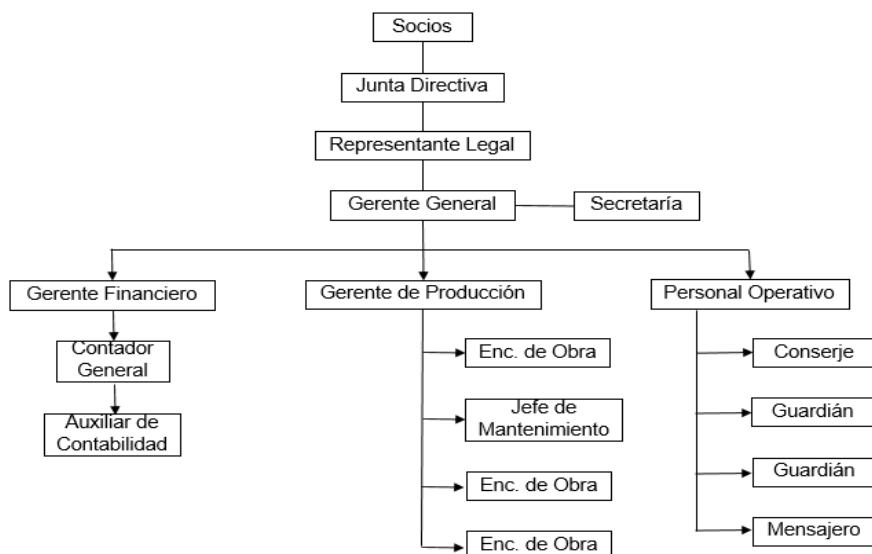 Socios
Junta Directiva
Representante Legal
Gerente General
Secretaría
Gerente Financiero
Gerente de Producción
Personal Operativo
Contador
General
Auxiliar de
Contabilidad
Enc. de Obra
Jefe de
Mantenimiento
Enc. de Obra
Enc. de Obra
Conserje
Guardián
Guardián
Mensajero